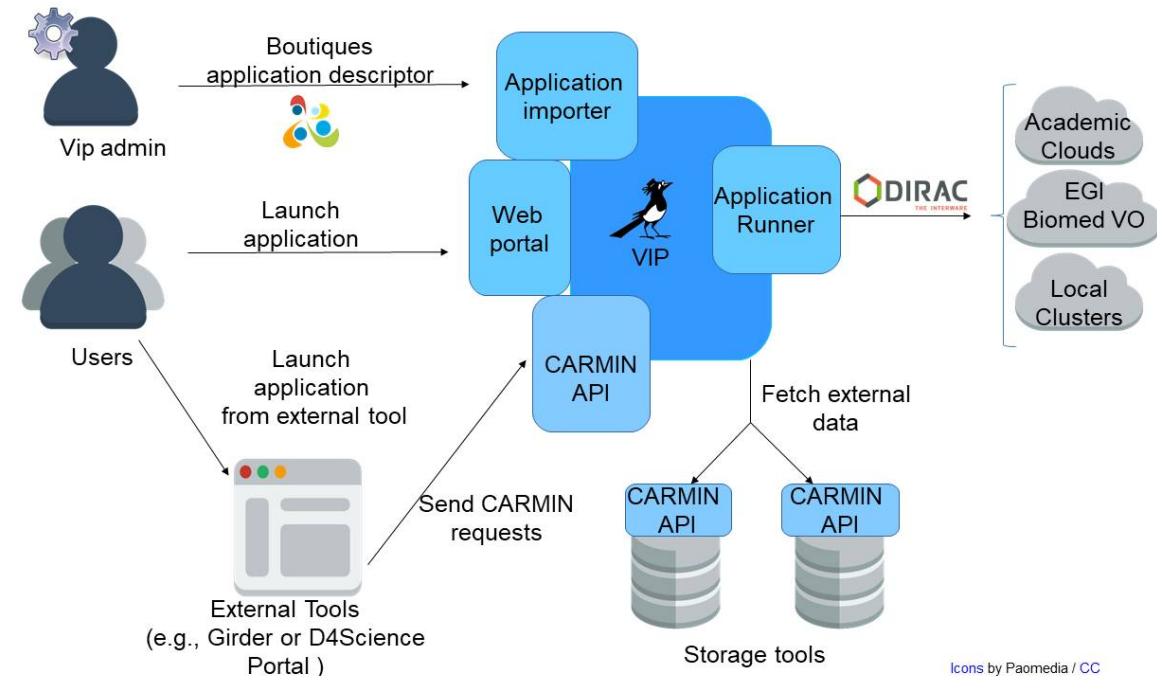 Boutiques
application descriptor
Vip admin
Application
importer
Launch
application
Web
portal
VIP
Application
Runner
DIRAC
THE INTERWARE
Academic
Clouds
EGI
Biomed VO
Local
Clusters
Users
Launch
application
from external tool
CARMIN
API
Fetch external
data
Send CARMIN
requests
CARMIN
API
CARMIN
API
External Tools
(e.g., Girder or D4Science
Portal )
Storage tools
Icons by Paomedia / CC